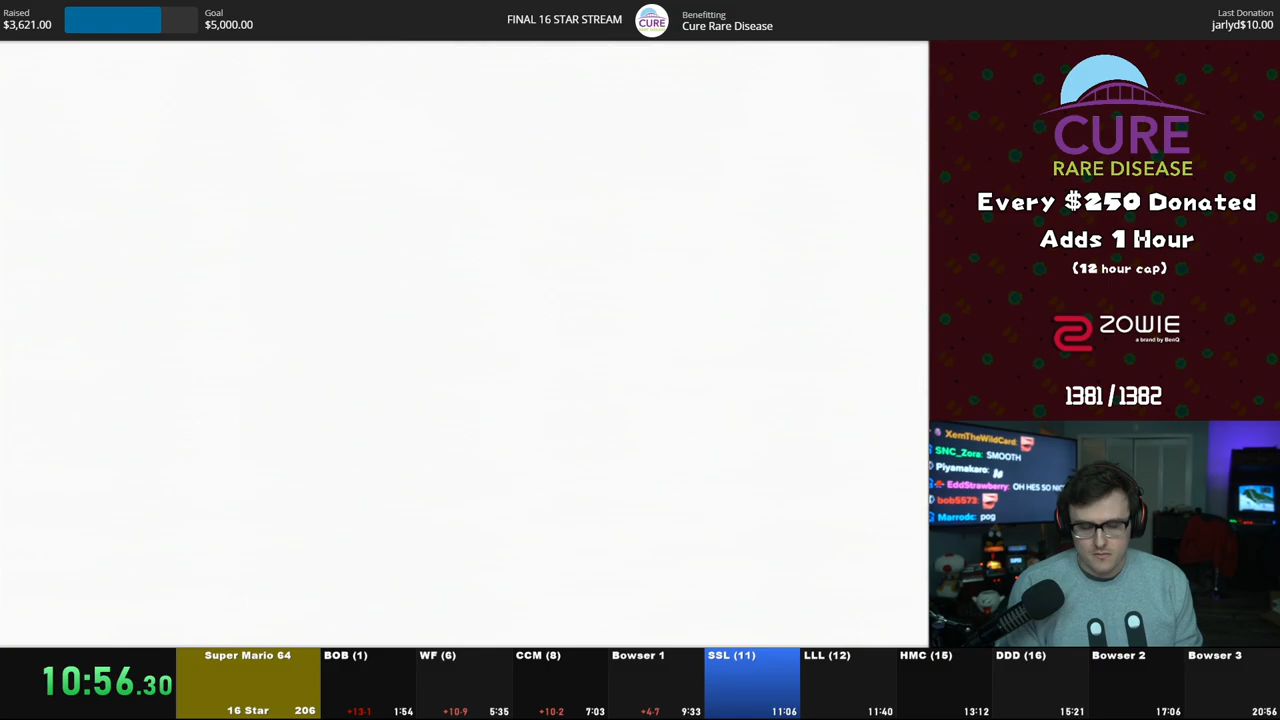 Raised
$3,621.00
Goal
$5,000.00
FINAL 16 STAR STREAM
CURE
Benefitting
Cure Rare Disease
Last Donation
jarlyd$10.00
CURE
RARE DISEASE
Every $250 Donated
Adds 1 Hour
(12 hour cap)
ZOWIE
a brand by BenQ
1381 / 1382
XemTheWildCard:
SNC_Zora: SMOOTH
Piyamakaro:
EddStrawberry: OH HES SO
bob5573:
Marrodc: pog
10:56.30
Super Mario 64
16 Star 206
BOB (1)
+13.1 1:54
WF (6)
+10.9 5:35
CCM (8)
+10.2 7:03
Bowser 1
+4.7 9:33
SSL (11)
11:06
LLL (12)
11:40
HMC (15)
13:12
DDD (16)
15:21
Bowser 2
17:06
Bowser 3
20:56